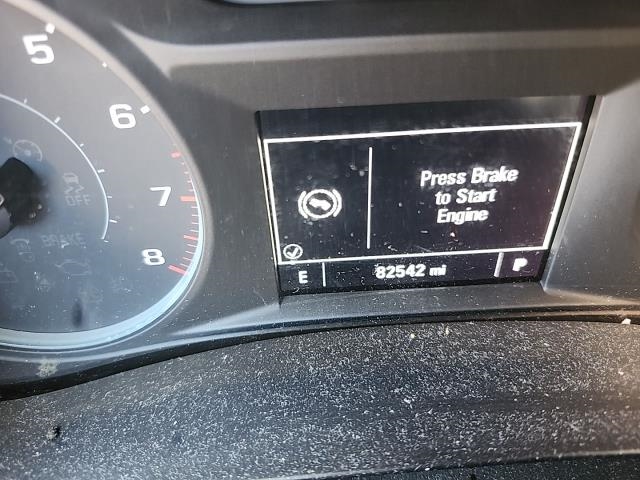 5
6
7
8
OFF
BRAKE
Press Brake
to Start
Engine
E
82542 mi
P